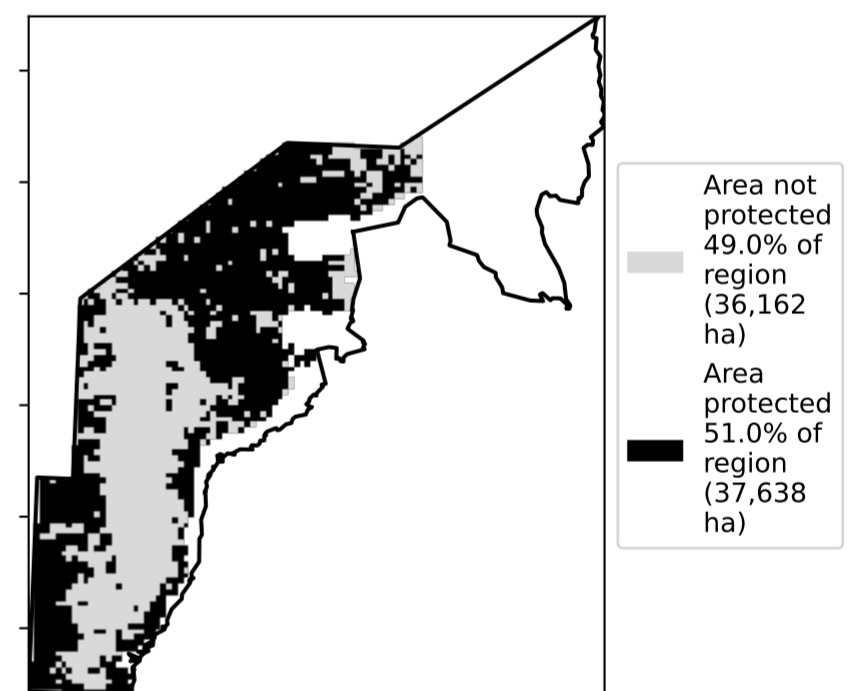 Area not
protected
49.0% of
region
(36,162
ha)
Area
protected
51.0% of
region
(37,638
ha)